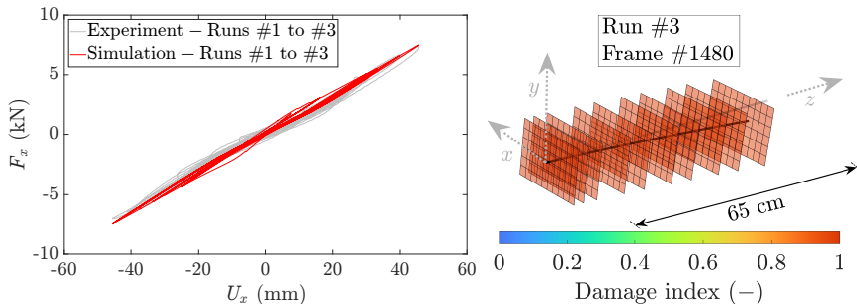 10
5
0
-5
-10
F_x (kN)
Experiment – Runs #1 to #3
Simulation – Runs #1 to #3
-60
-40
-20
0
20
40
60
U_x (mm)
Run #3
Frame #1480
y
x
z
65 cm
0
0.2
0.4
0.6
0.8
1
Damage index (−)